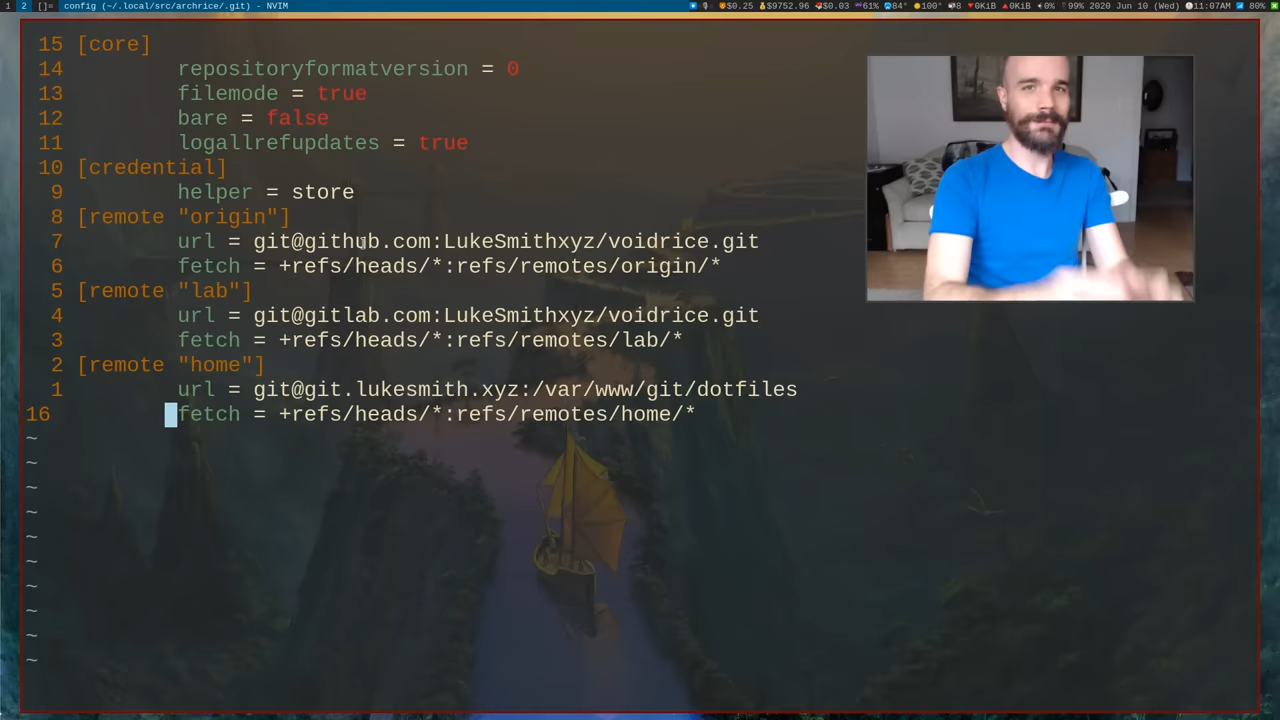 1 2 []= config (~/.local/src/archrice/.git) - NVIM $0.25 $9752.96 $0.03 61% 84° 100° 8 0KiB 0KiB 0% 99% 2020 Jun 10 (Wed) 11:07AM 80%
15 [core]
14 repositoryformatversion = 0
13 filemode = true
12 bare = false
11 logallrefupdates = true
10 [credential]
9 helper = store
8 [remote "origin"]
7 url = git@github.com:LukeSmithxyz/voidrice.git
6 fetch = +refs/heads/*:refs/remotes/origin/*
5 [remote "lab"]
4 url = git@gitlab.com:LukeSmithxyz/voidrice.git
3 fetch = +refs/heads/*:refs/remotes/lab/*
2 [remote "home"]
1 url = git@git.lukesmith.xyz:/var/www/git/dotfiles
16 fetch = +refs/heads/*:refs/remotes/home/*
~
~
~
~
~
~
~
~
~
~